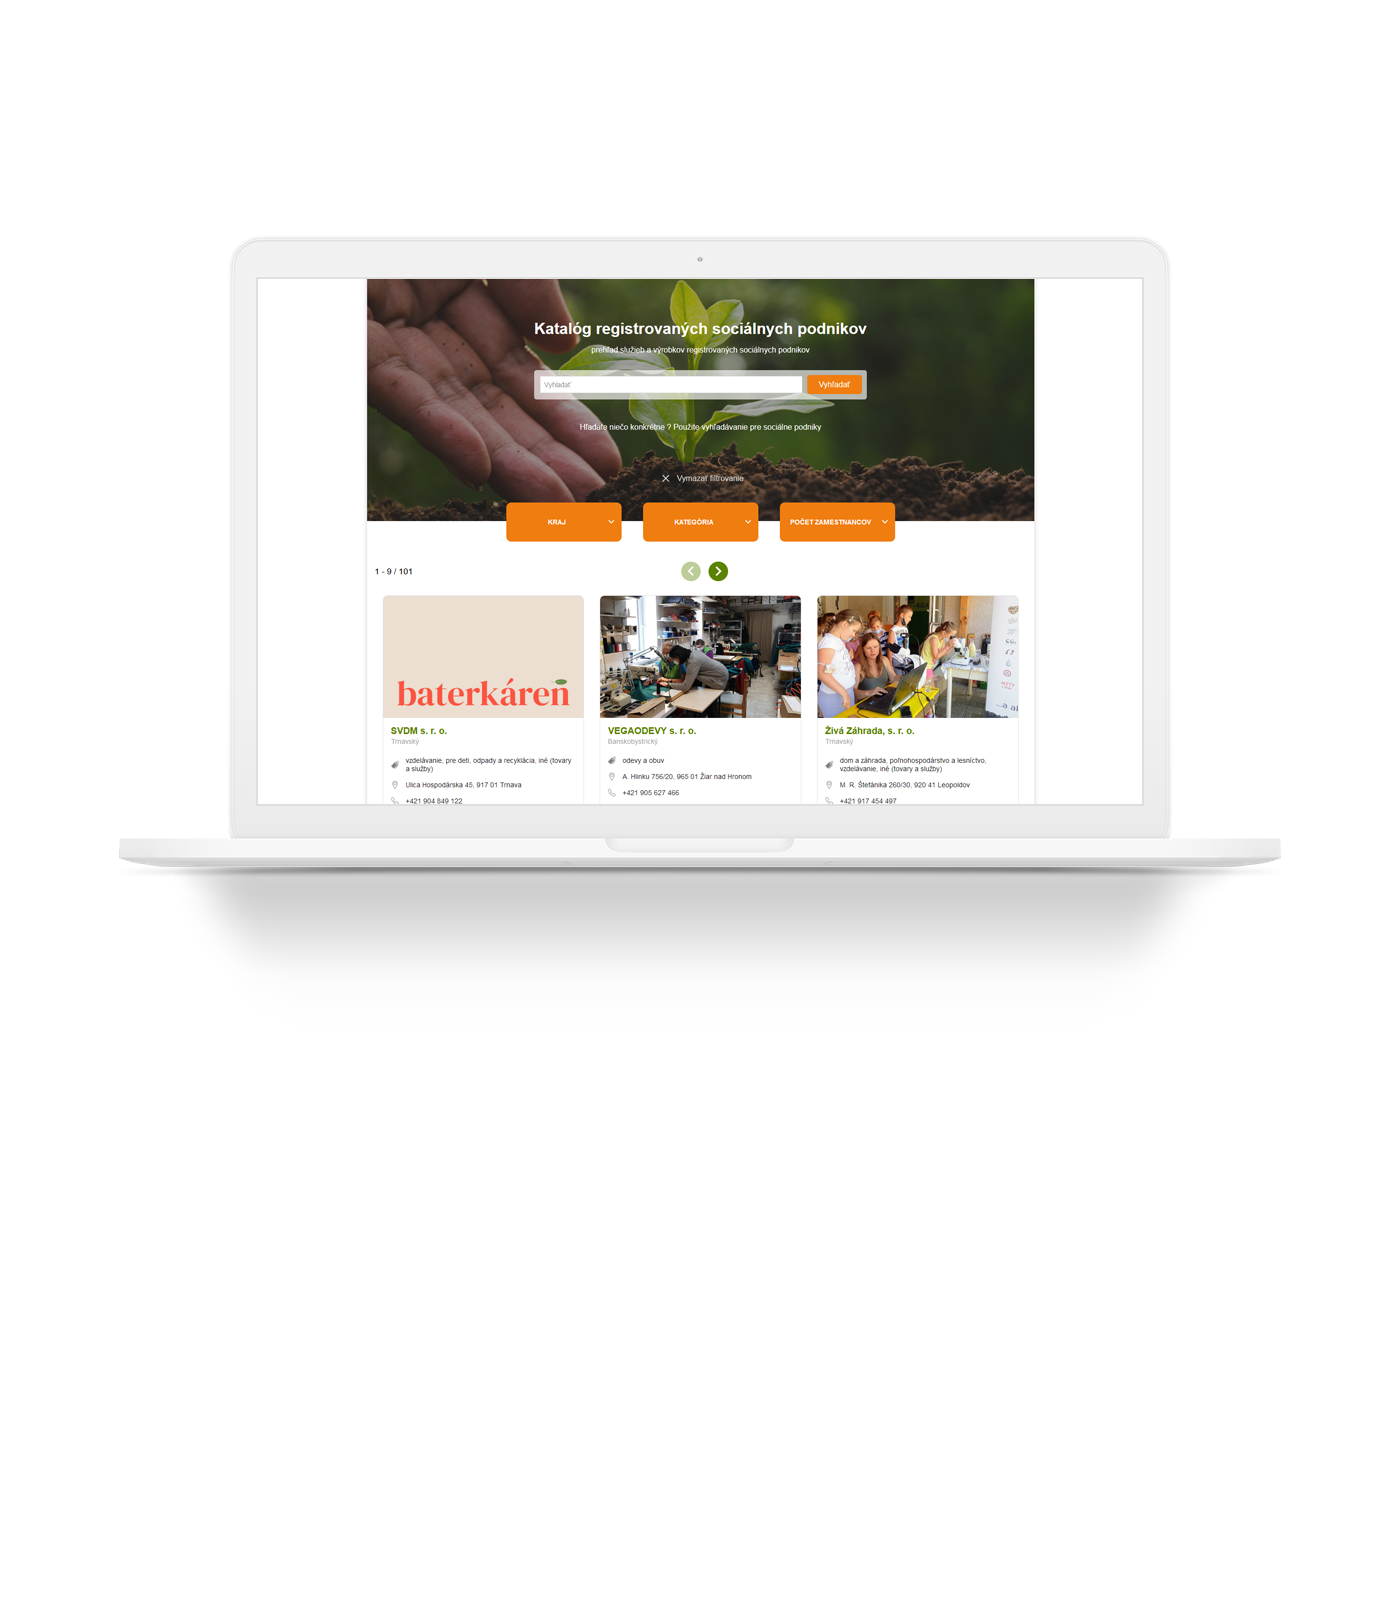 Katalóg registrovaných sociálnych podnikov
prehľad služieb a výrobkov registrovaných sociálnych podnikov
Vyhladať
Vyhľadať
Hľadáte niečo konkrétne ? Použite vyhľadávanie pre sociálne podniky
Vymazať filtrovanie
KRAJ
KATEGÓRIA
POČET ZAMESTNANCOV
1 - 9 / 101
baterkáreň
SVDM s. r. o.
Trnavský
vzdelávanie, pre deti, odpady a recyklácia, iné (tovary
a služby)
Ulica Hospodárska 45, 917 01 Trnava
+421 904 849 122
VEGAODEVY s. r. o.
Banskobystrický
odevy a obuv
A. Hlinku 756/20, 965 01 Žiar nad Hronom
+421 905 627 466
Živá Záhrada, s. r. o.
Trnavský
dom a záhrada, poľnohospodárstvo a lesníctvo,
vzdelávanie, iné (tovary a služby)
M. R. Štefánika 260/30, 920 41 Leopoldov
+421 917 454 497